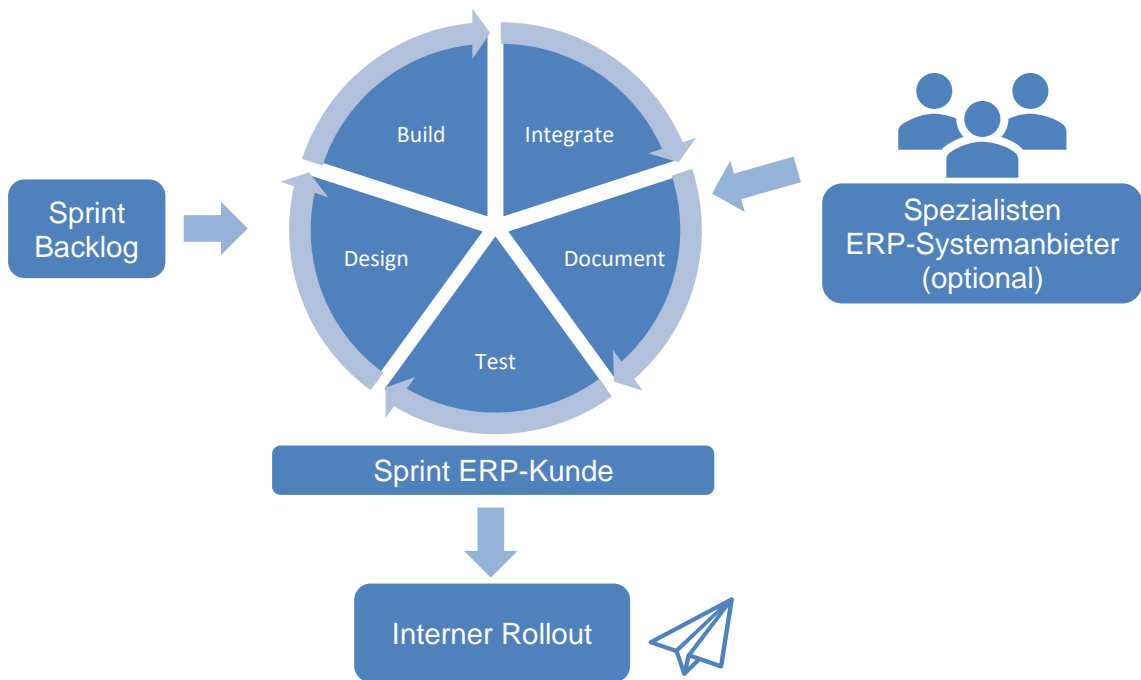 Build
Integrate
Sprint
Backlog
Design
Document
Spezialisten
ERP-Systemanbieter
(optional)
Test
Sprint ERP-Kunde
Interner Rollout